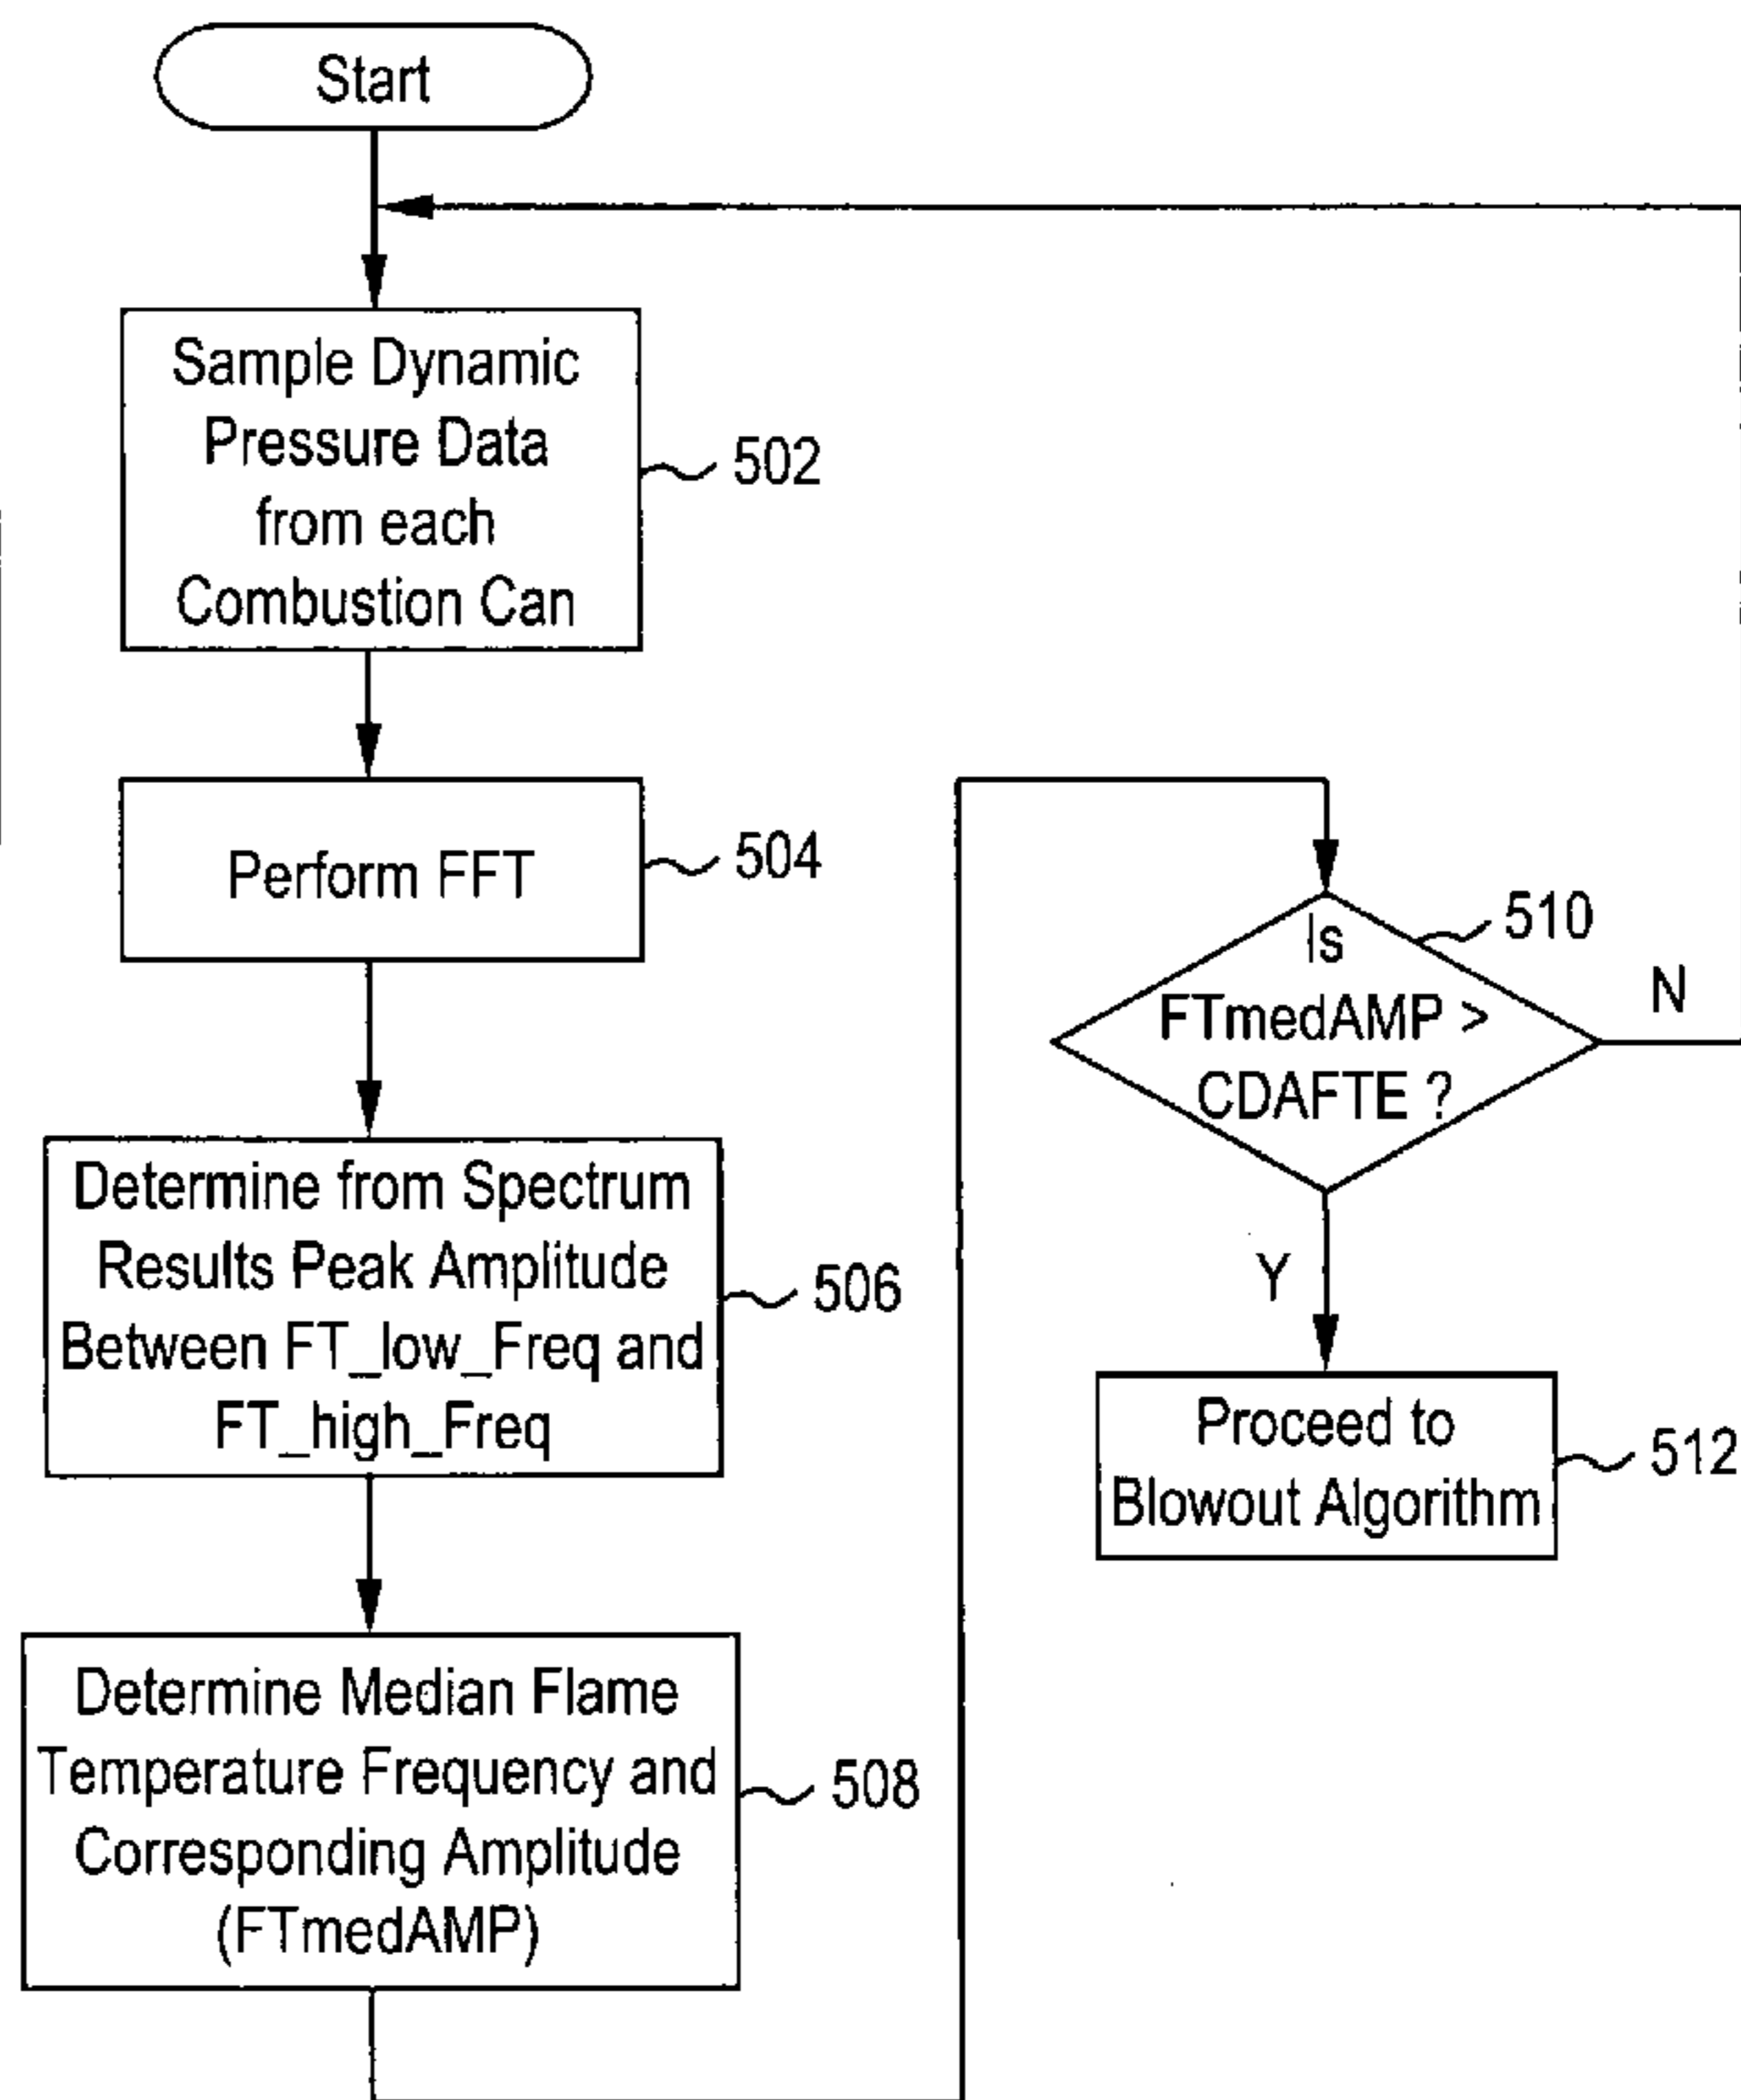 Start
Sample Dynamic
Pressure Data
from each
Combustion Can
502
Perform FFT
504
Determine from Spectrum
Results Peak Amplitude
Between FT_low_Freq and
FT_high_Freq
506
Determine Median Flame
Temperature Frequency and
Corresponding Amplitude
(FTmedAMP)
508
Is
FTmedAMP >
CDAFTE ?
510
N
Y
Proceed to
Blowout Algorithm
512